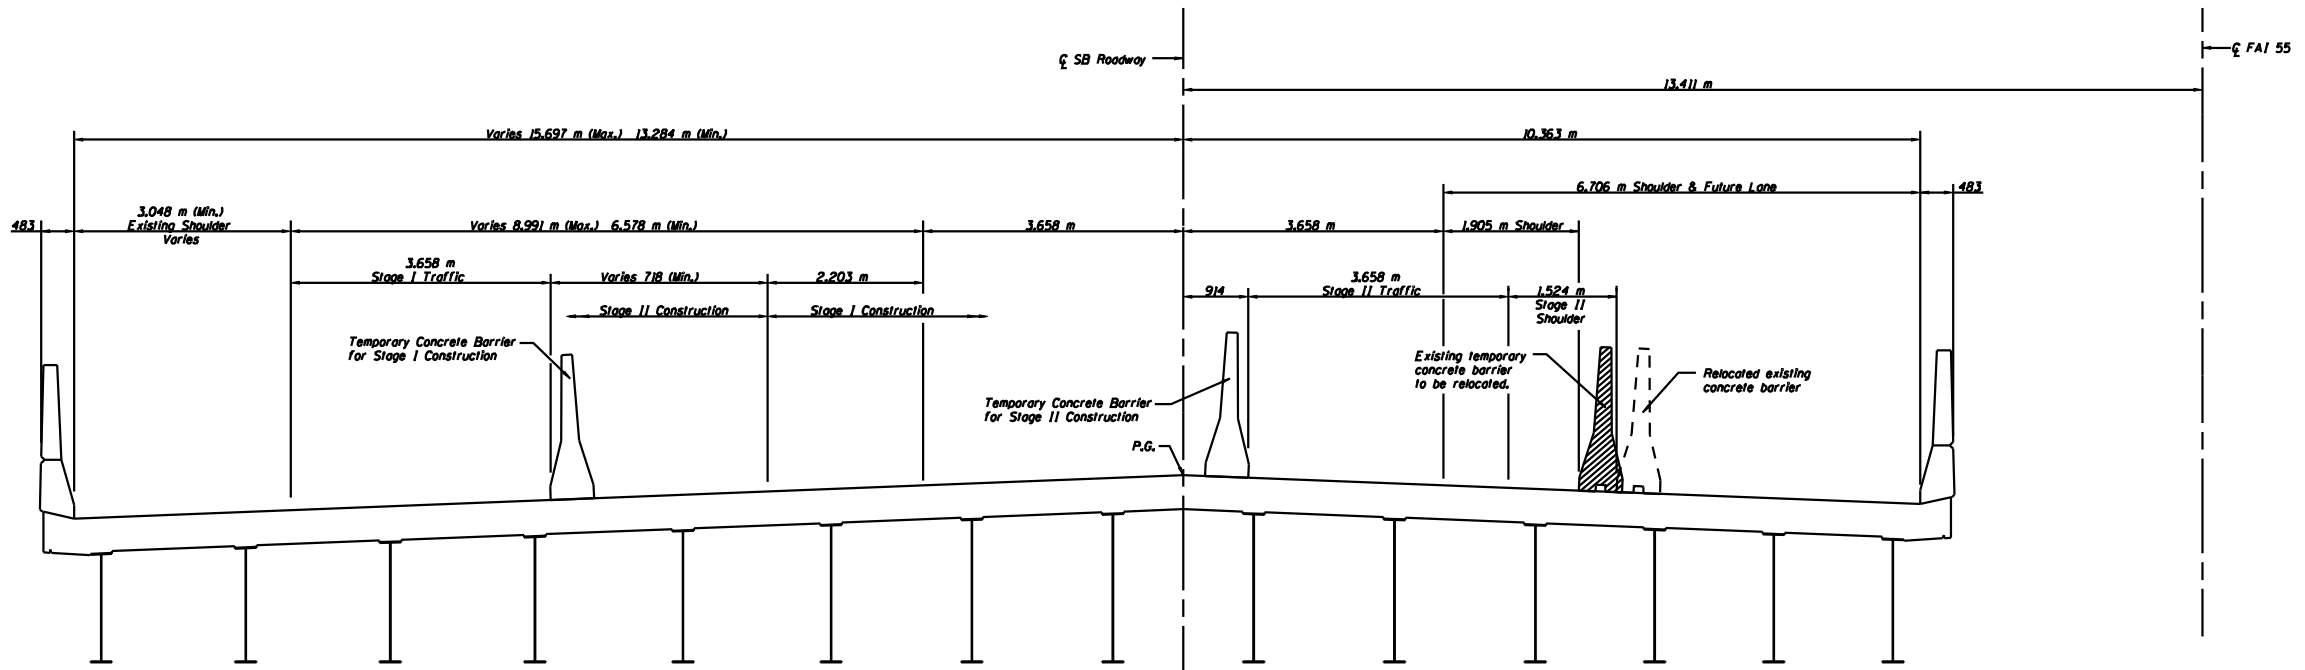 ℄ FAI 55
℄ SB Roadway
13.411 m
Varies 15.697 m (Max.) 13.284 m (Min.)
10.363 m
6.706 m Shoulder & Future Lane
483
3.048 m (Min.)
Existing Shoulder
Varies
483
Varies 8.991 m (Max.) 6.578 m (Min.)
3.658 m
3.658 m
1.905 m Shoulder
3.658 m
Stage I Traffic
Varies 718 (Min.)
2.203 m
3.658 m
Stage II Traffic
914
1.524 m
Stage II
Shoulder
Stage II Construction
Stage I Construction
Temporary Concrete Barrier
for Stage I Construction
Existing temporary
concrete barrier
to be relocated.
Relocated existing
concrete barrier
Temporary Concrete Barrier
for Stage II Construction
P.G.